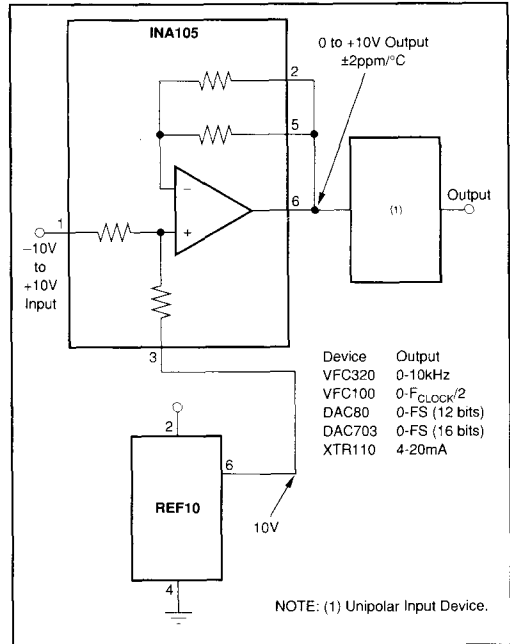 INA105
0 to +10V Output
±2ppm/°C
2
5
6
−
+
1
−10V
to
+10V
Input
(1)
Output
3
Device Output
VFC320 0-10kHz
VFC100 0-FCLOCK/2
DAC80 0-FS (12 bits)
DAC703 0-FS (16 bits)
XTR110 4-20mA
2
6
REF10
10V
4
NOTE: (1) Unipolar Input Device.